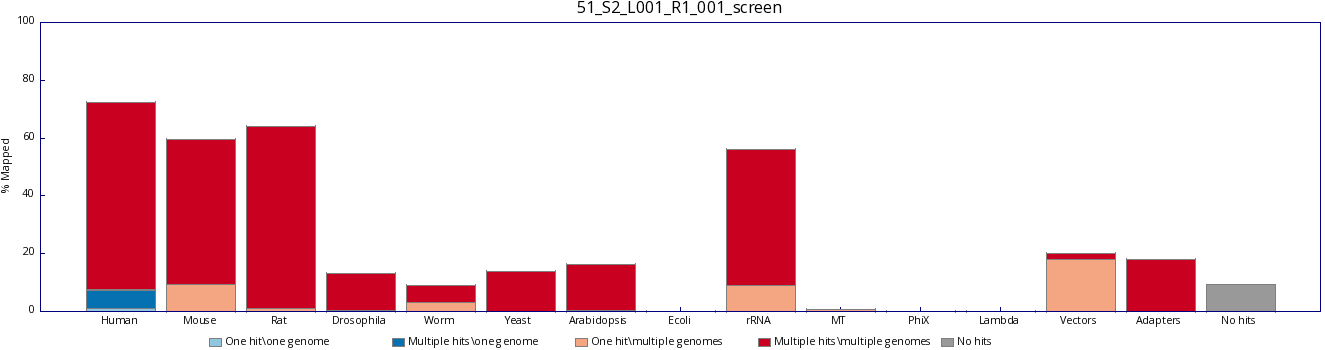 51_S2_L001_R1_001_screen
100
80
60
40
20
0
% Mapped
Human Mouse Rat Drosophila Worm Yeast Arabidopsis Ecoli rRNA MT PhiX Lambda Vectors Adapters No hits
One hit\one genome Multiple hits\one genome One hit\multiple genomes Multiple hits\multiple genomes No hits